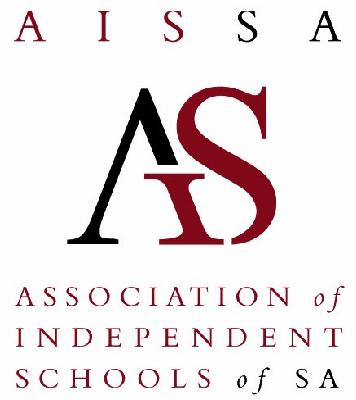 AISSA
AIS
ASSOCIATION of
INDEPENDENT
SCHOOLS of SA